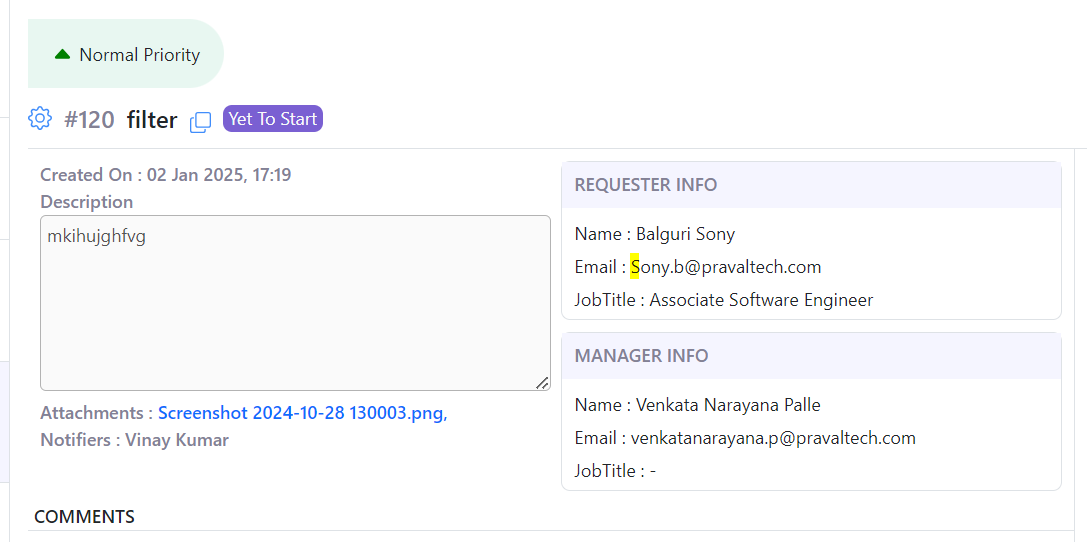 Normal Priority
#120 filter Yet To Start
Created On : 02 Jan 2025, 17:19
Description
mkihujghfvg
Attachments : Screenshot 2024-10-28 130003.png,
Notifiers : Vinay Kumar
REQUESTER INFO
Name : Balguri Sony
Email : Sony.b@pravaltech.com
JobTitle : Associate Software Engineer
MANAGER INFO
Name : Venkata Narayana Palle
Email : venkatanarayana.p@pravaltech.com
JobTitle : -
COMMENTS